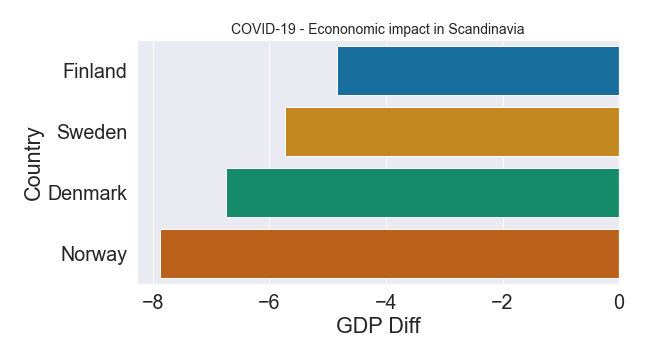 COVID-19 - Econonomic impact in Scandinavia
Finland
Sweden
Denmark
Norway
Country
−8 −6 −4 −2 0
GDP Diff